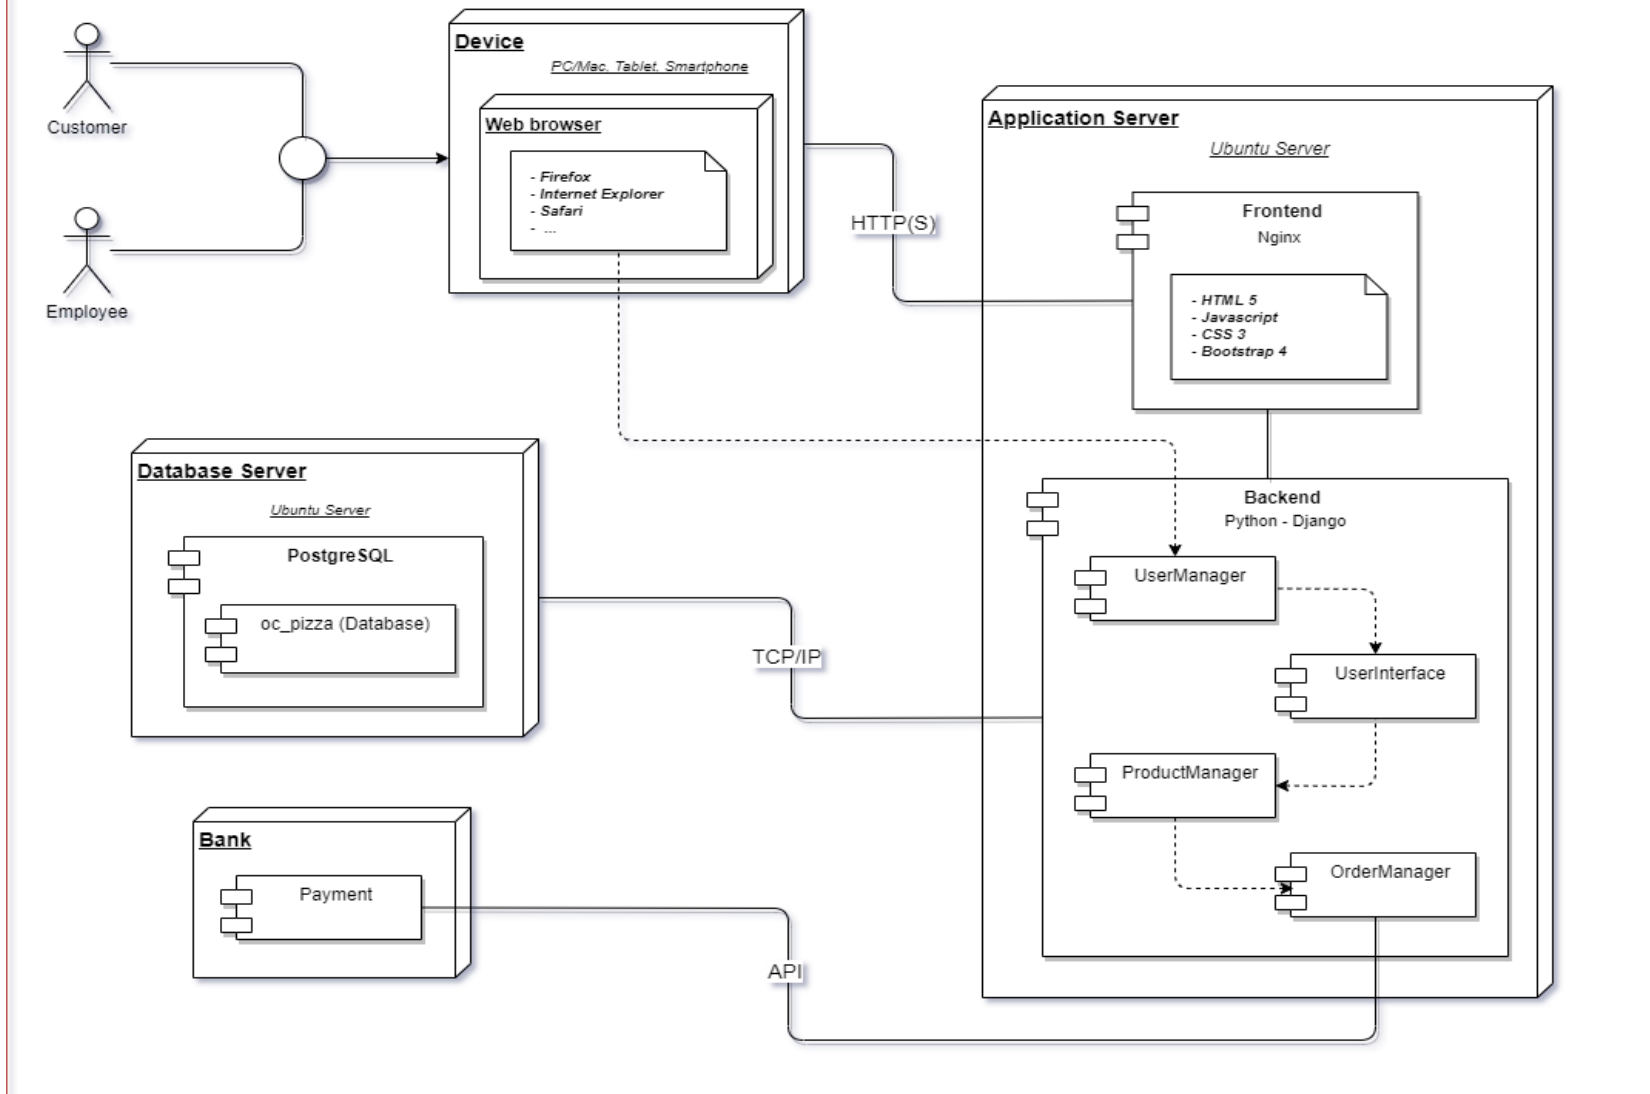 Customer
Employee
Device
PC/Mac, Tablet, Smartphone
Web browser
- Firefox
- Internet Explorer
- Safari
- ...
HTTP(S)
Application Server
Ubuntu Server
Frontend
Nginx
- HTML 5
- Javascript
- CSS 3
- Bootstrap 4
Backend
Python - Django
UserManager
UserInterface
ProductManager
OrderManager
Database Server
Ubuntu Server
PostgreSQL
oc_pizza (Database)
TCP/IP
Bank
Payment
API